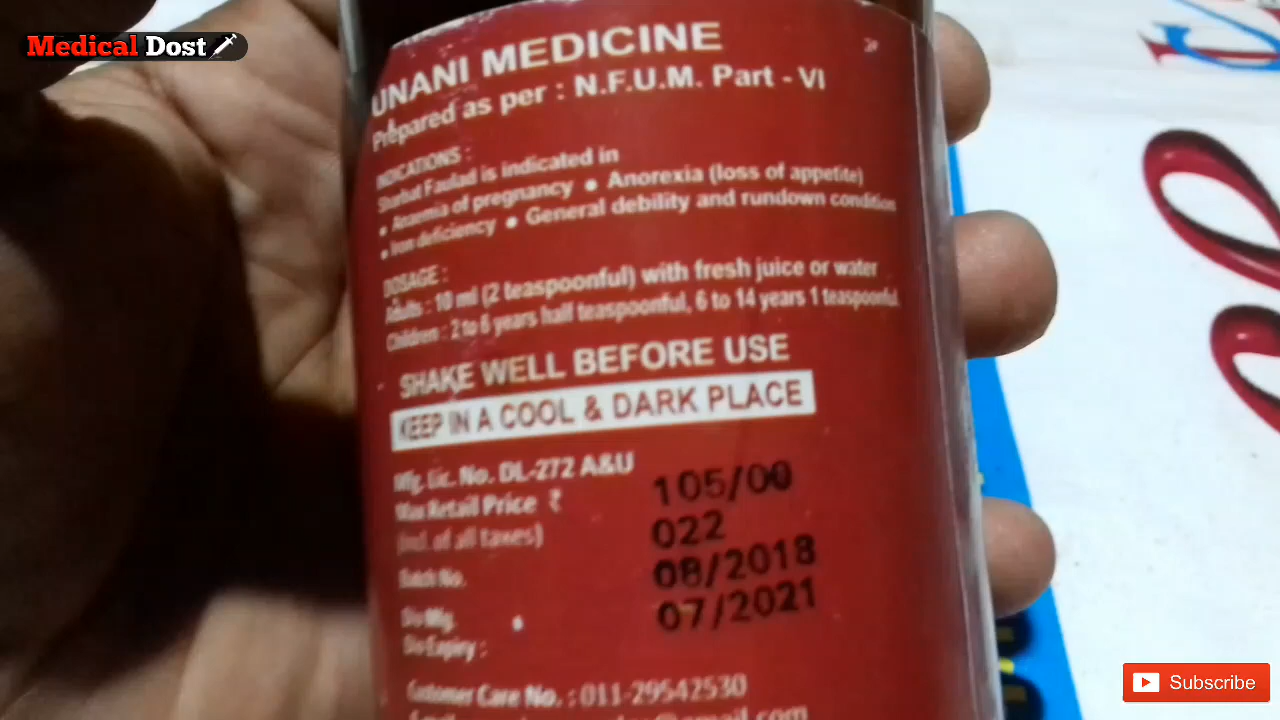 Medical Dost
UNANI MEDICINE
Prepared as per : N.F.U.M. Part - VI
INDICATIONS :
Sharbat Faulad is indicated in
• Anaemia of pregnancy • Anorexia (loss of appetite)
• Iron deficiency • General debility and rundown condition
DOSAGE :
Adults : 10 ml (2 teaspoonful) with fresh juice or water
Children : 2 to 6 years half teaspoonful, 6 to 14 years 1 teaspoonful
SHAKE WELL BEFORE USE
KEEP IN A COOL & DARK PLACE
Mfg. Lic. No. DL-272 A&U
Max Retail Price ₹ 105/00
(incl. of all taxes) 022
Batch No. 08/2018
D/o Mfg. 07/2021
D/o Expiry :
Customer Care No. : 011-29542530
Subscribe